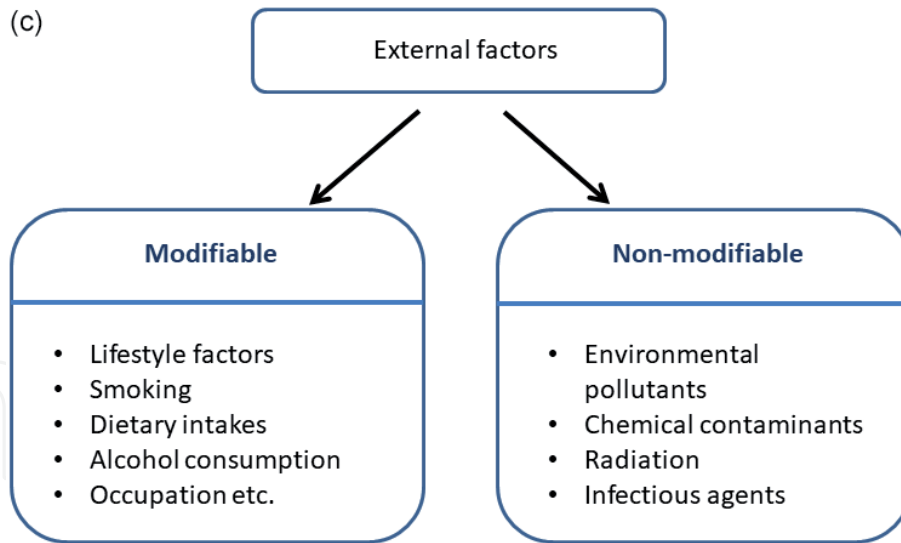 (c)
External factors
Modifiable
• Lifestyle factors
• Smoking
• Dietary intakes
• Alcohol consumption
• Occupation etc.
Non-modifiable
• Environmental
pollutants
• Chemical contaminants
• Radiation
• Infectious agents